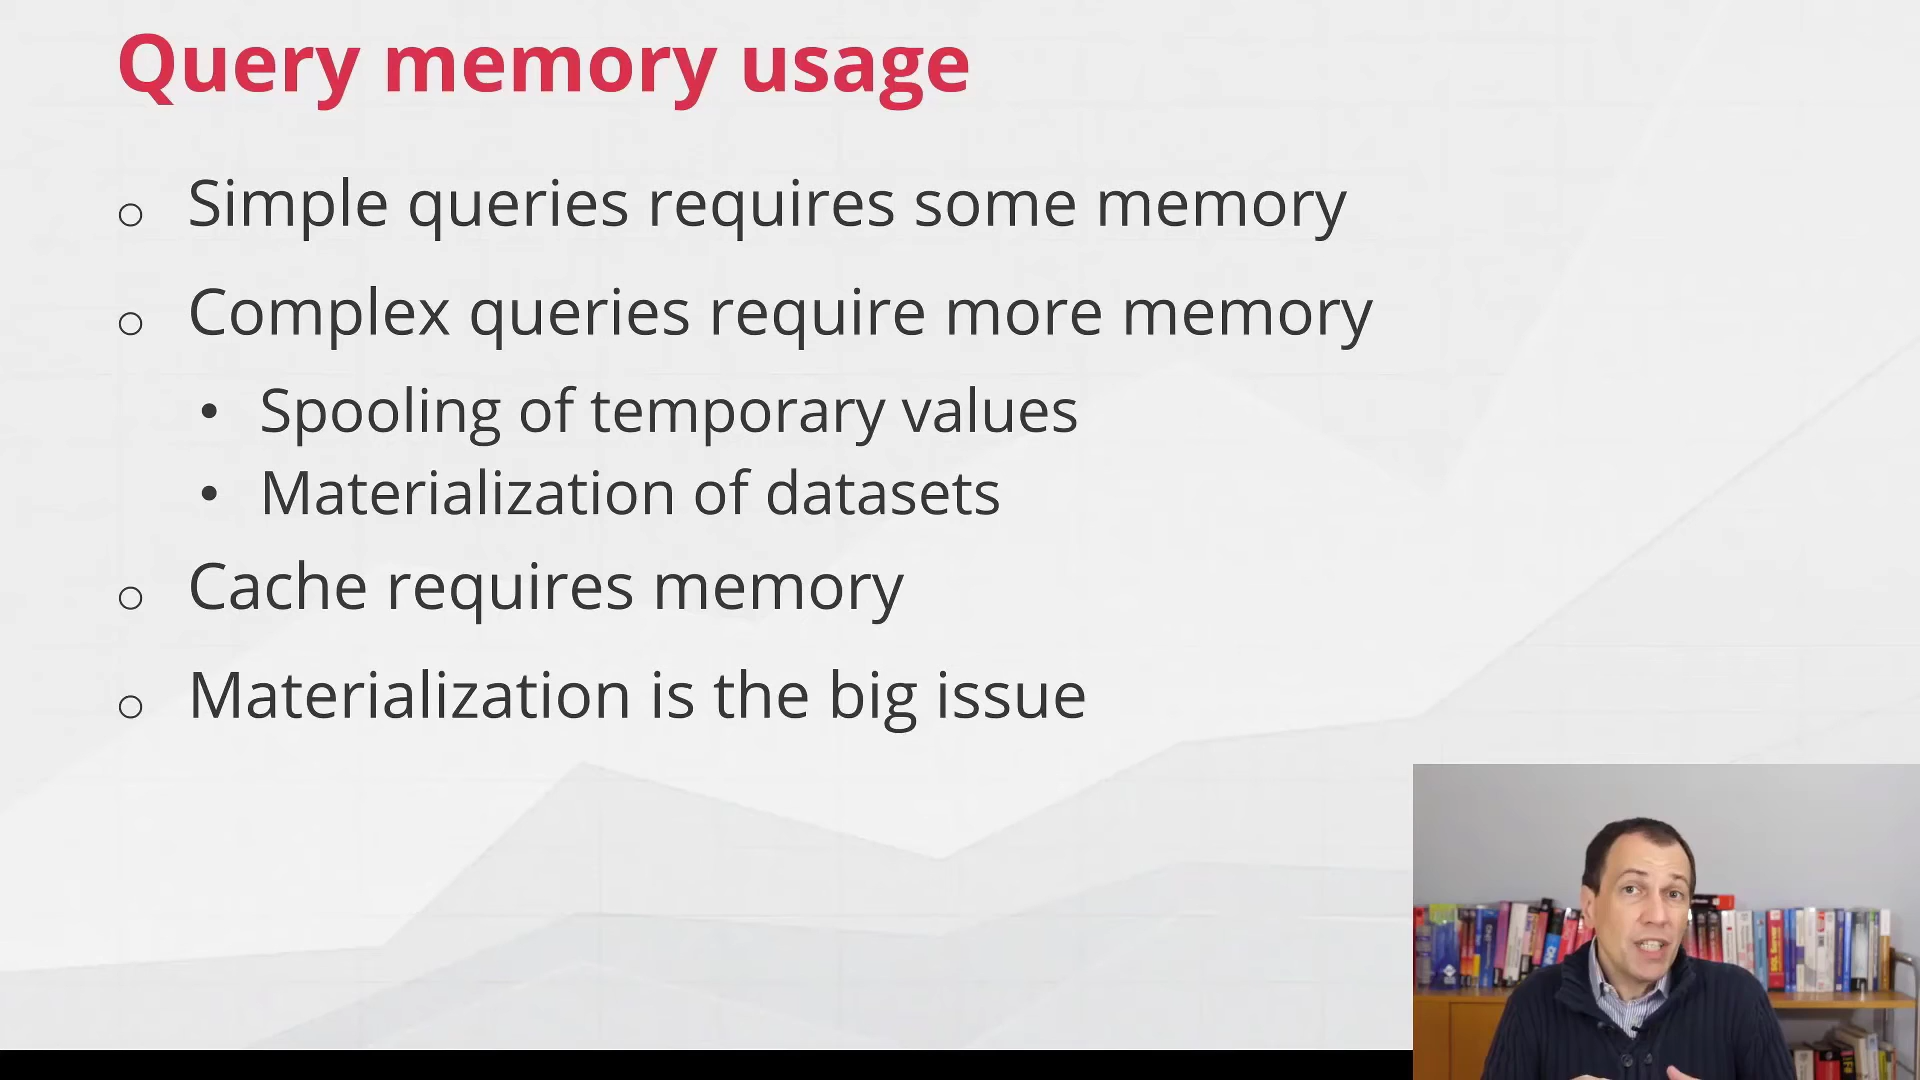 Query memory usage
Simple queries requires some memory
Complex queries require more memory
Spooling of temporary values
Materialization of datasets
Cache requires memory
Materialization is the big issue